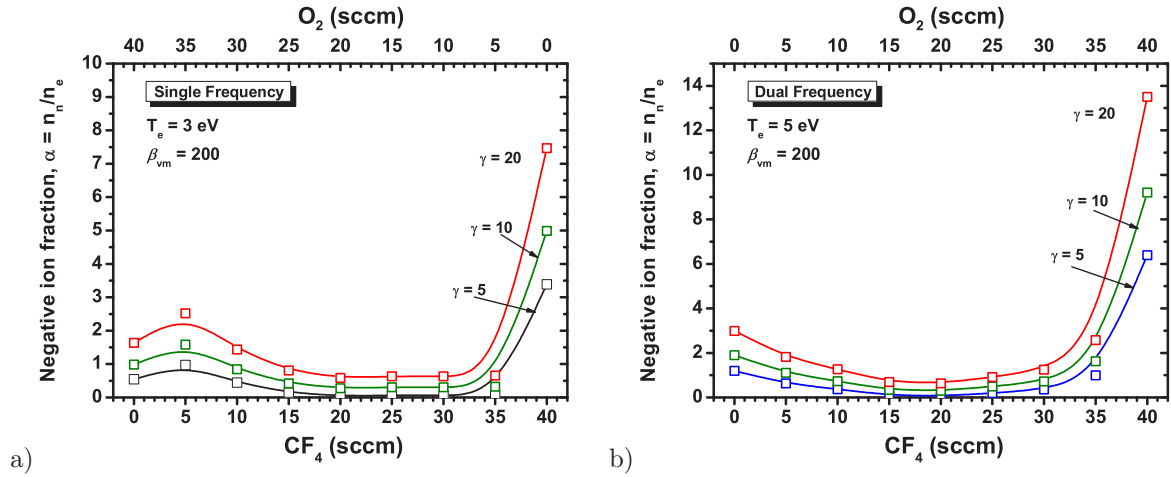 O2 (sccm)
40 35 30 25 20 15 10 5 0
10
9
8
7
6
5
4
3
2
1
0
Negative ion fraction, α = nn/ne
Single Frequency
Te = 3 eV
βvm = 200
γ = 20
γ = 10
γ = 5
0 5 10 15 20 25 30 35 40
CF4 (sccm)
a)
O2 (sccm)
0 5 10 15 20 25 30 35 40
14
12
10
8
6
4
2
0
Negative ion fraction, α = nn/ne
Dual Frequency
Te = 5 eV
βvm = 200
γ = 20
γ = 10
γ = 5
0 5 10 15 20 25 30 35 40
CF4 (sccm)
b)